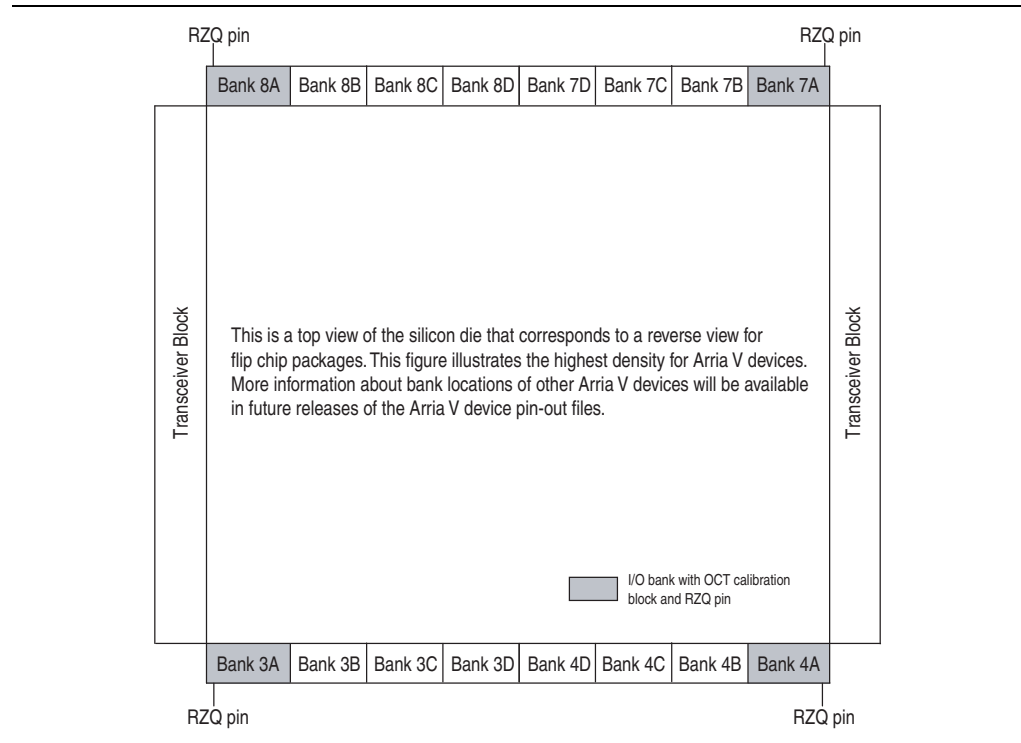 RZQ pin
RZQ pin
Bank 8A Bank 8B Bank 8C Bank 8D Bank 7D Bank 7C Bank 7B Bank 7A
Transceiver Block
Transceiver Block
This is a top view of the silicon die that corresponds to a reverse view for
flip chip packages. This figure illustrates the highest density for Arria V devices.
More information about bank locations of other Arria V devices will be available
in future releases of the Arria V device pin-out files.
I/O bank with OCT calibration
block and RZQ pin
Bank 3A Bank 3B Bank 3C Bank 3D Bank 4D Bank 4C Bank 4B Bank 4A
RZQ pin
RZQ pin